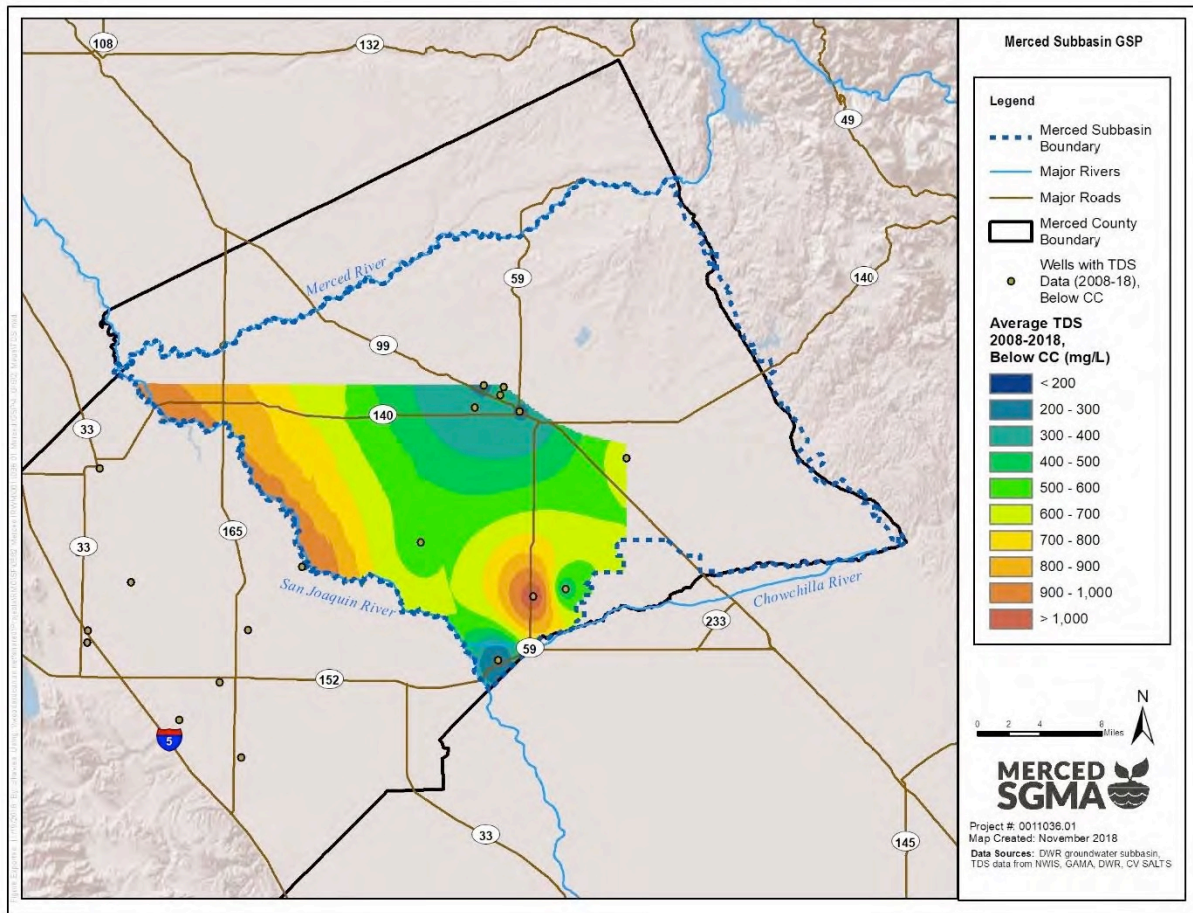 108
132
49
Merced River
59
140
99
140
33
33
165
San Joaquin River
Chowchilla River
233
59
152
5
33
145
Merced Subbasin GSP
Legend
Merced Subbasin
Boundary
Major Rivers
Major Roads
Merced County
Boundary
Wells with TDS
Data (2008-18),
Below CC
Average TDS
2008-2018,
Below CC (mg/L)
< 200
200 - 300
300 - 400
400 - 500
500 - 600
600 - 700
700 - 800
800 - 900
900 - 1,000
> 1,000
N
0 2 4 8
Miles
MERCED
SGMA
Project #: 0011036.01
Map Created: November 2018
Data Sources: DWR groundwater subbasin,
TDS data from NWIS, GAMA, DWR, CV SALTS